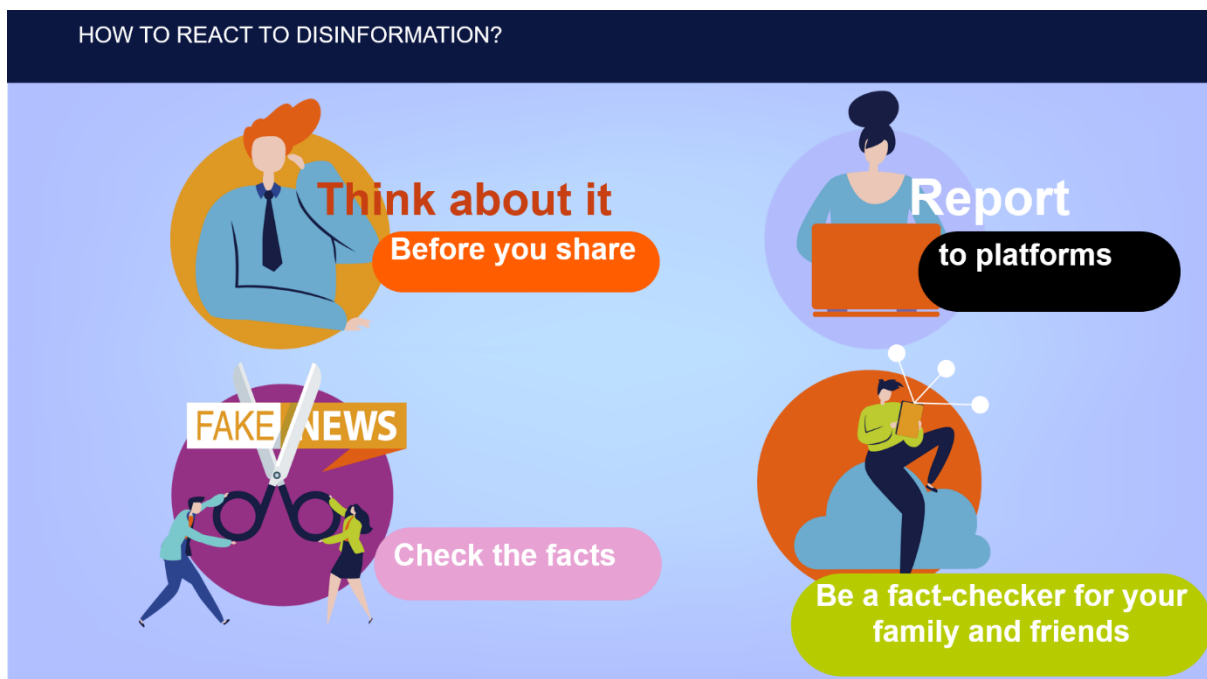 HOW TO REACT TO DISINFORMATION?
Think about it
Before you share
Report
to platforms
FAKE NEWS
Check the facts
Be a fact-checker for your
family and friends